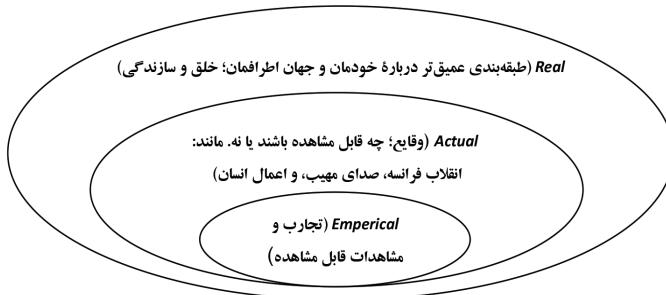 Real (طبقه‌بندی عمیق‌تر دربارهٔ خودمان و جهان اطرافمان؛ خلق و سازندگی)
Actual (وقایع؛ چه قابل مشاهده باشند یا نه. مانند:
انقلاب فرانسه، صدای مهیب، و اعمال انسان)
Emperical (تجارب و
مشاهدات قابل مشاهده)